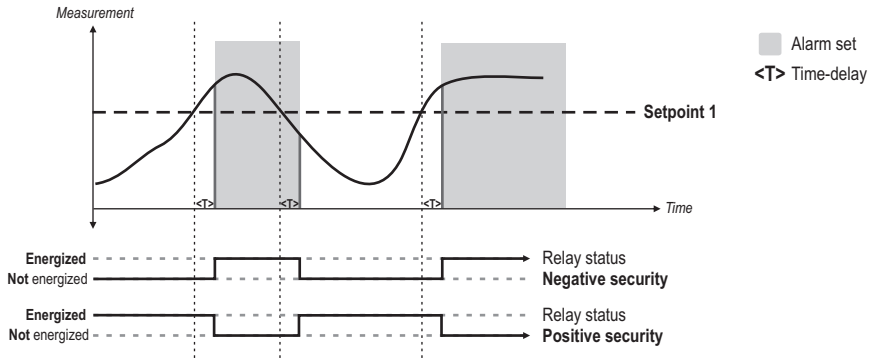 Measurement
Alarm set
<T> Time-delay
Setpoint 1
<T>
<T>
<T>
Time
Energized
Relay status
Not energized
Negative security
Energized
Relay status
Not energized
Positive security